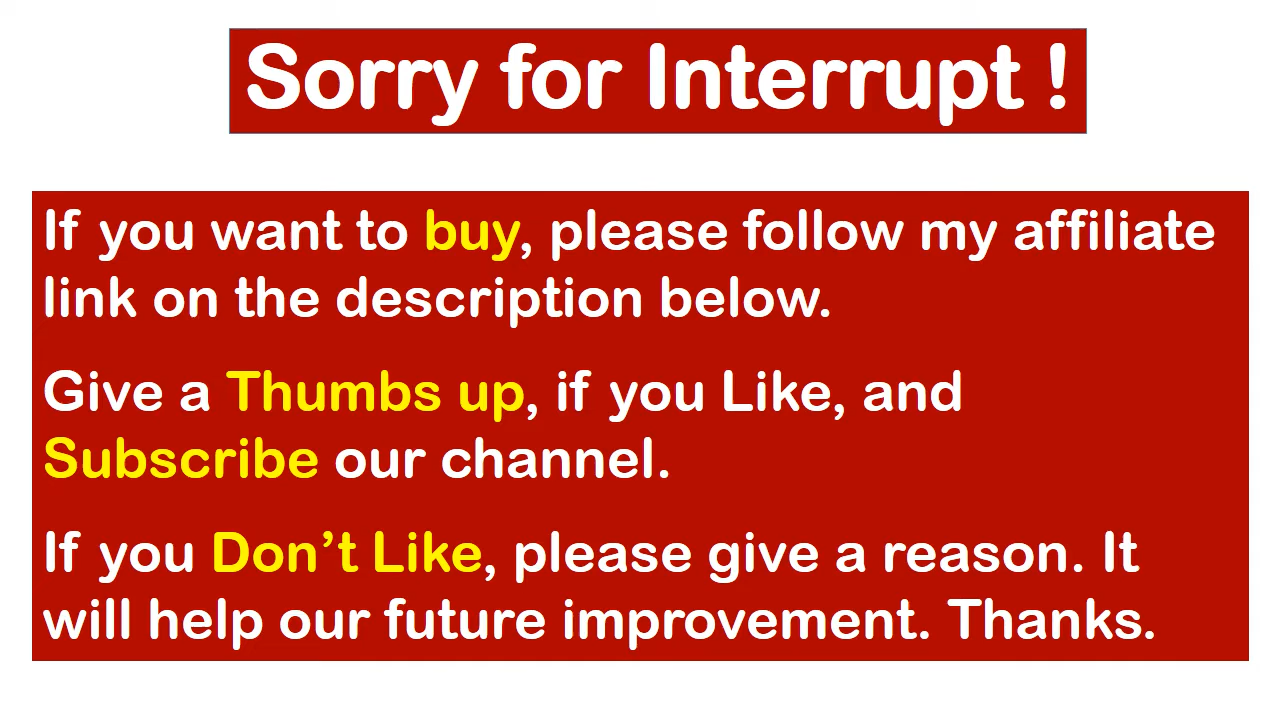 Sorry for Interrupt !
If you want to buy, please follow my affiliate
link on the description below.
Give a Thumbs up, if you Like, and
Subscribe our channel.
If you Don’t Like, please give a reason. It
will help our future improvement. Thanks.